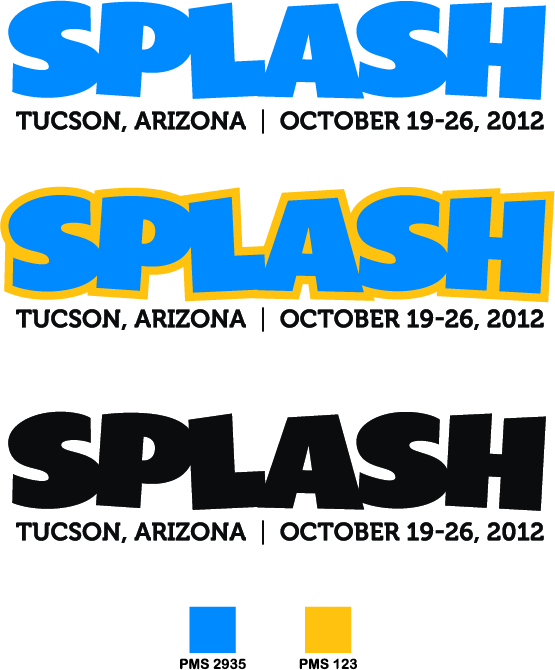 SPLASH
TUCSON, ARIZONA | OCTOBER 19-26, 2012
SPLASH
TUCSON, ARIZONA | OCTOBER 19-26, 2012
SPLASH
TUCSON, ARIZONA | OCTOBER 19-26, 2012
PMS 2935 PMS 123